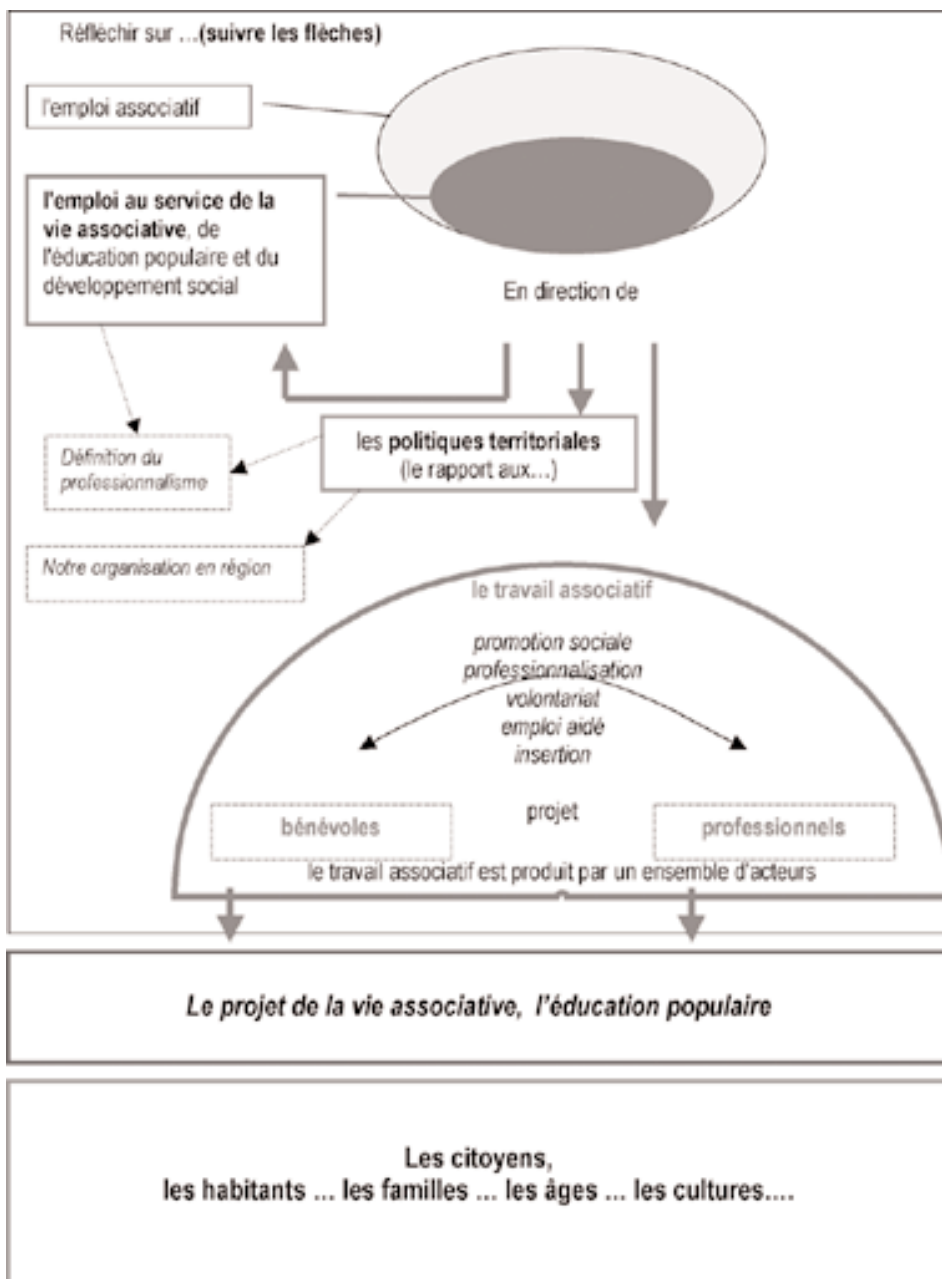 Réfléchir sur …(suivre les flèches)
l'emploi associatif
l'emploi au service de la
vie associative, de
l'éducation populaire et du
développement social
En direction de
les politiques territoriales
(le rapport aux…)
Définition du
professionnalisme
Notre organisation en région
le travail associatif
promotion sociale
professionnalisation
volontariat
emploi aidé
insertion
projet
bénévoles
professionnels
le travail associatif est produit par un ensemble d'acteurs
Le projet de la vie associative, l'éducation populaire
Les citoyens,
les habitants ... les familles ... les âges ... les cultures....